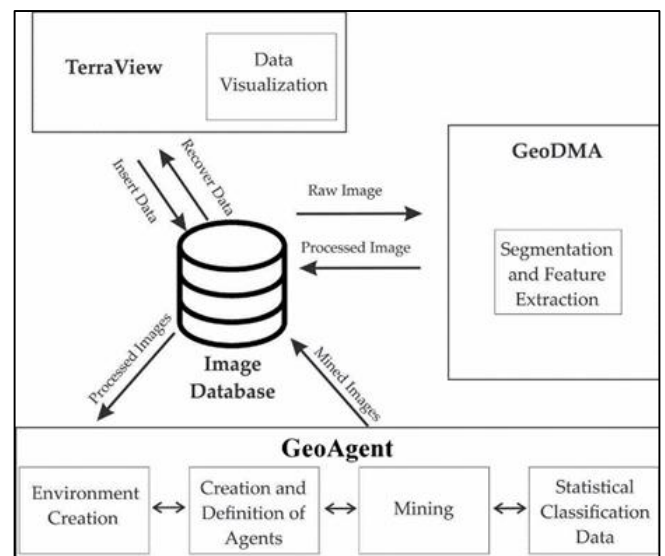 TerraView
Data
Visualization
GeoDMA
Segmentation
and Feature
Extraction
Insert Data
Recover Data
Raw Image
Processed Image
Image
Database
Processed Images
Mined Images
GeoAgent
Environment
Creation
Creation and
Definition of
Agents
Mining
Statistical
Classification
Data